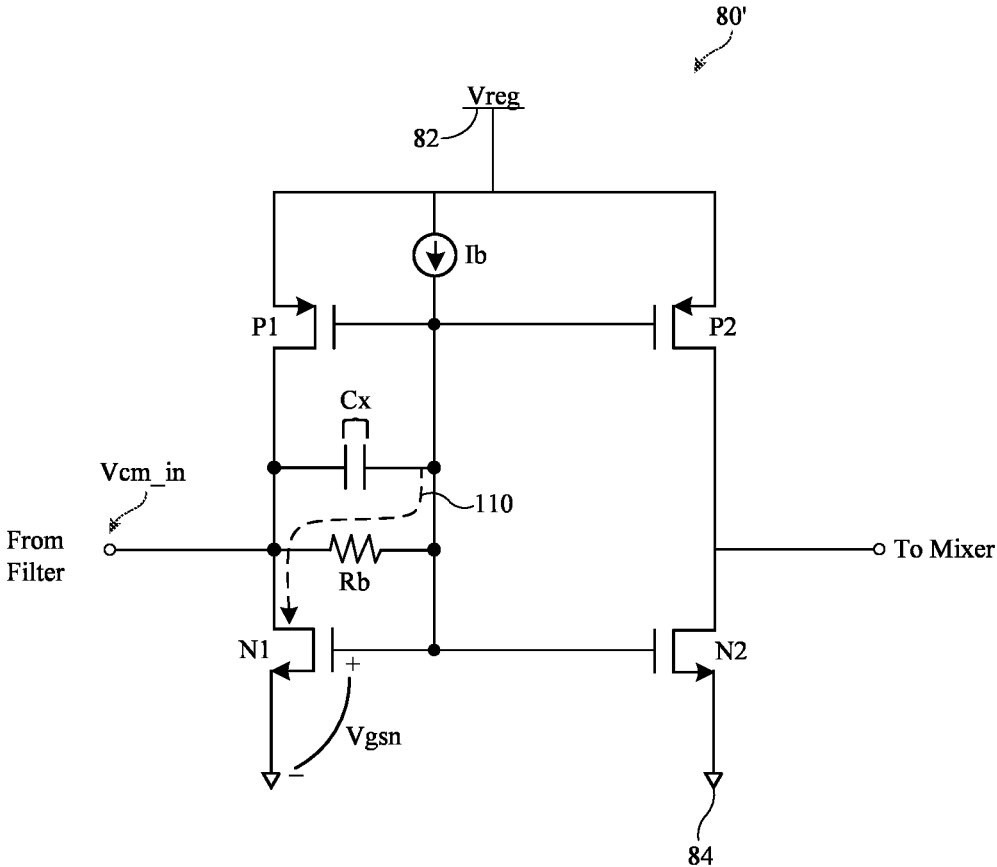 80'
Vreg
82
Ib
P1
P2
Cx
Vcm_in
110
From
Filter
To Mixer
Rb
N1
N2
+
Vgsn
–
84